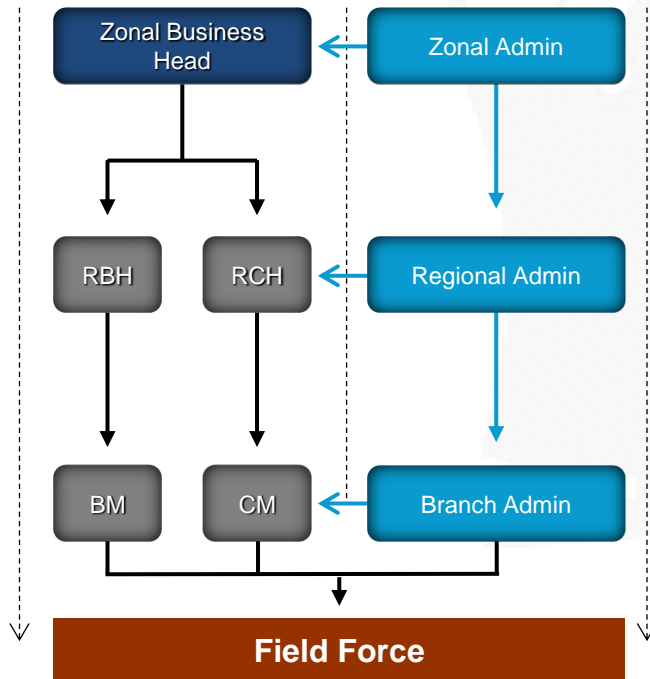 Zonal Business
Head
Zonal Admin
RBH
RCH
Regional Admin
BM
CM
Branch Admin
Field Force